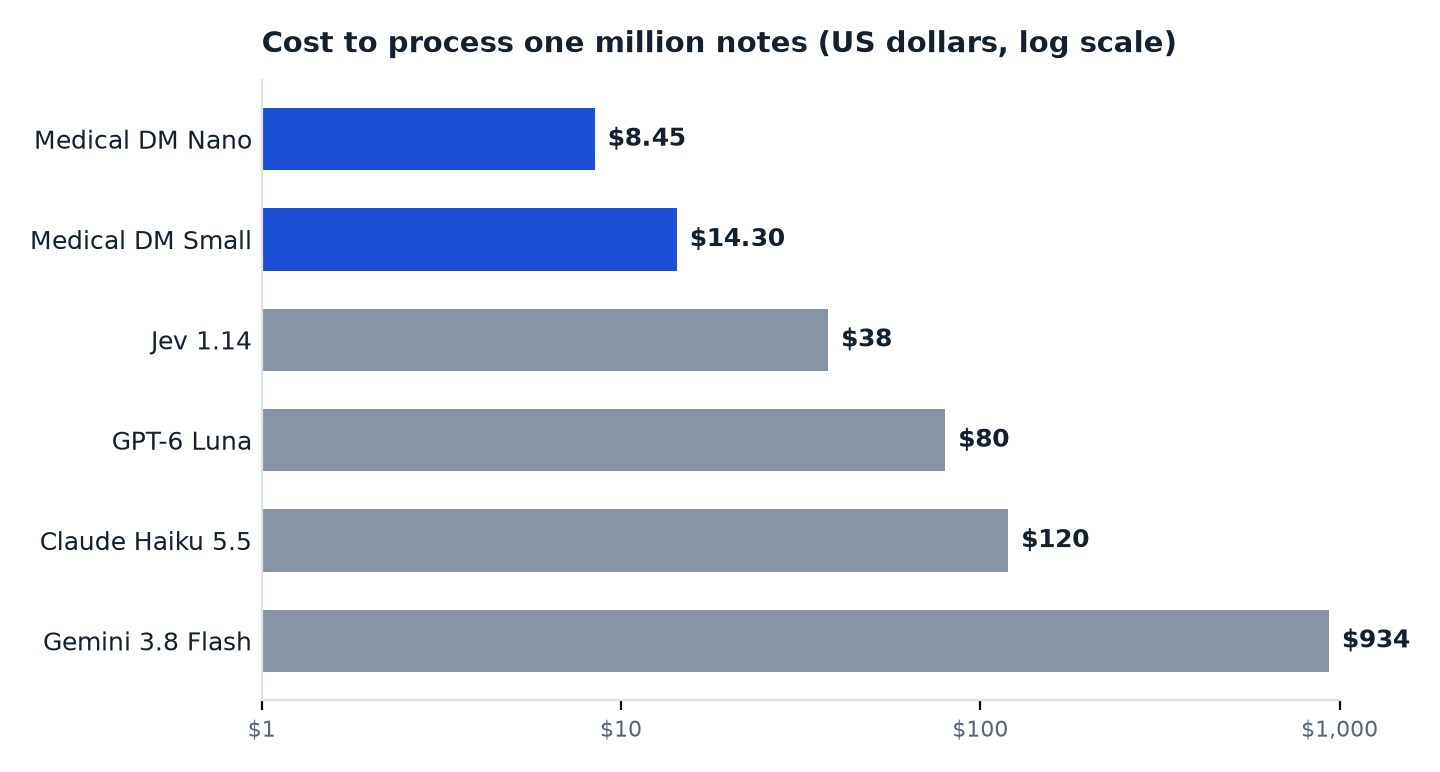 Cost to process one million notes (US dollars, log scale)
Medical DM Nano $8.45
Medical DM Small $14.30
Jev 1.14 $38
GPT-6 Luna $80
Claude Haiku 5.5 $120
Gemini 3.8 Flash $934
$1 $10 $100 $1,000